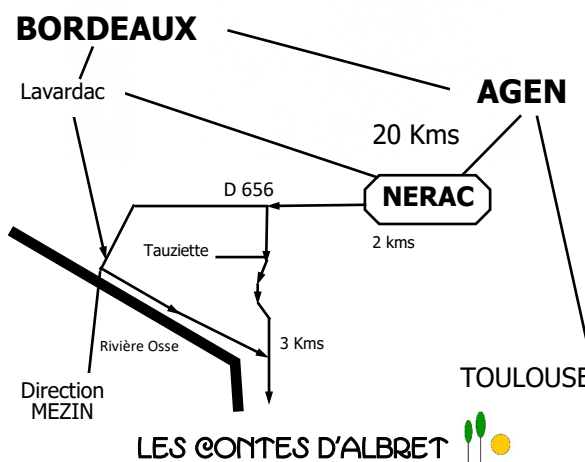 BORDEAUX
Lavardac
AGEN
20 Kms
D 656
NERAC
2 kms
Tauziette
Rivière Osse
3 Kms
Direction
MEZIN
TOULOUSE
LES CONTES D'ALBRET